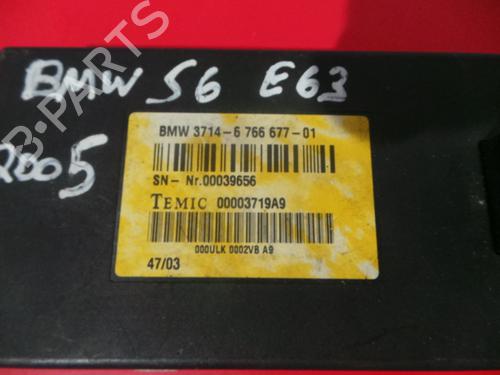 BMW S6 E63
2005
BMW 3714-6 766 677-01
SN-Nr.00039656
TEMIC 00003719A9
000ULK 0002VB A9
47/03
B-PARTS